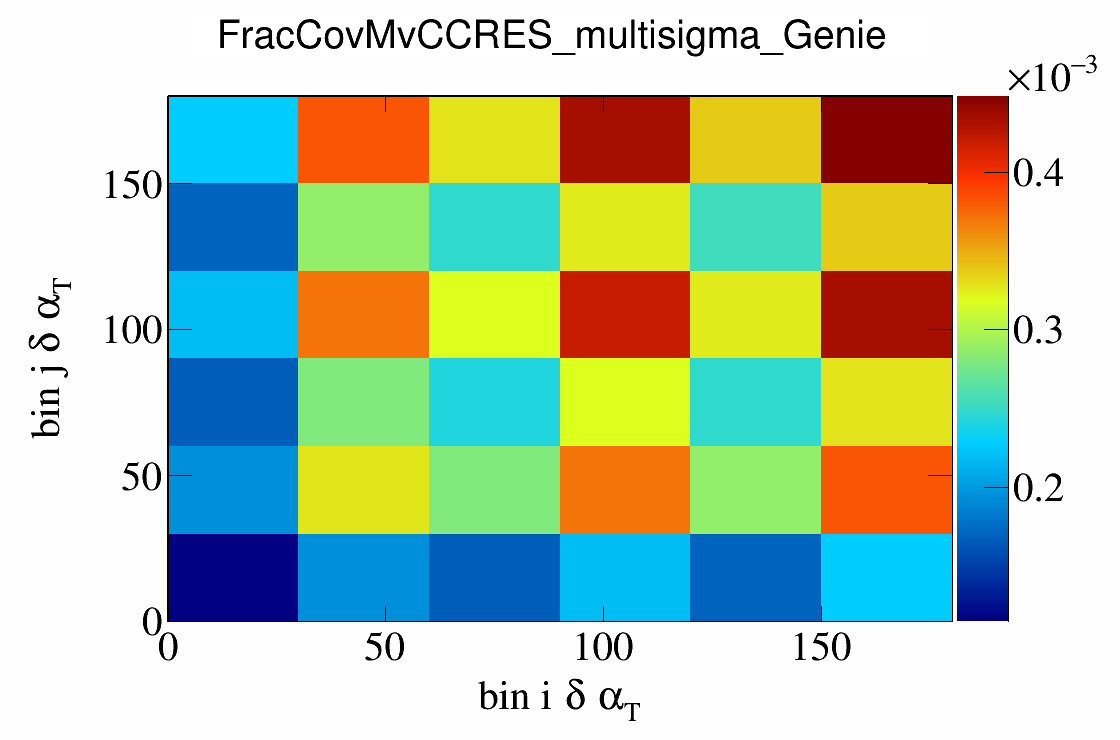 FracCovMvCCRES_multisigma_Genie
×10⁻³
150
100
50
0
0.4
0.3
0.2
0 50 100 150
bin j δ α_T
bin i δ α_T